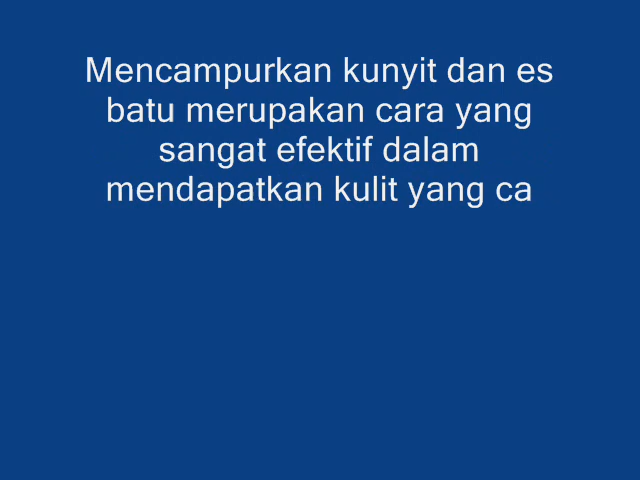 Mencampurkan kunyit dan es
batu merupakan cara yang
sangat efektif dalam
mendapatkan kulit yang ca